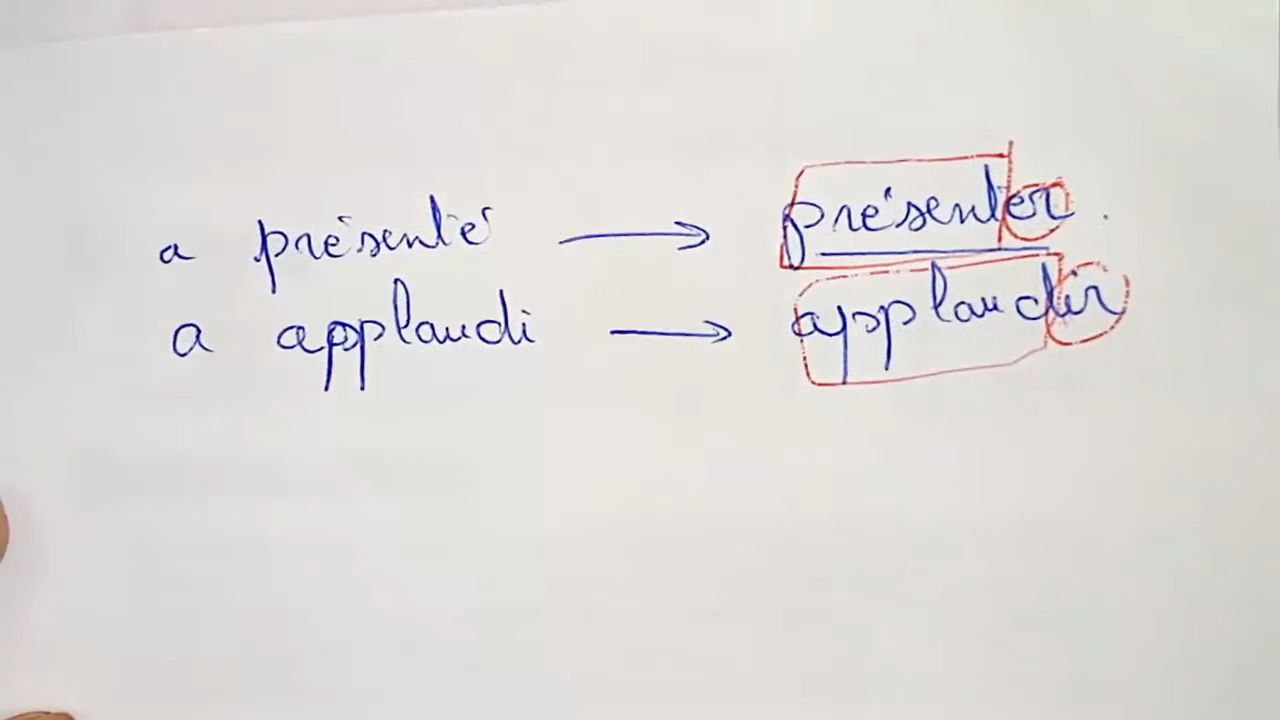 a présenté → présenter.
a applaudi → applaudir